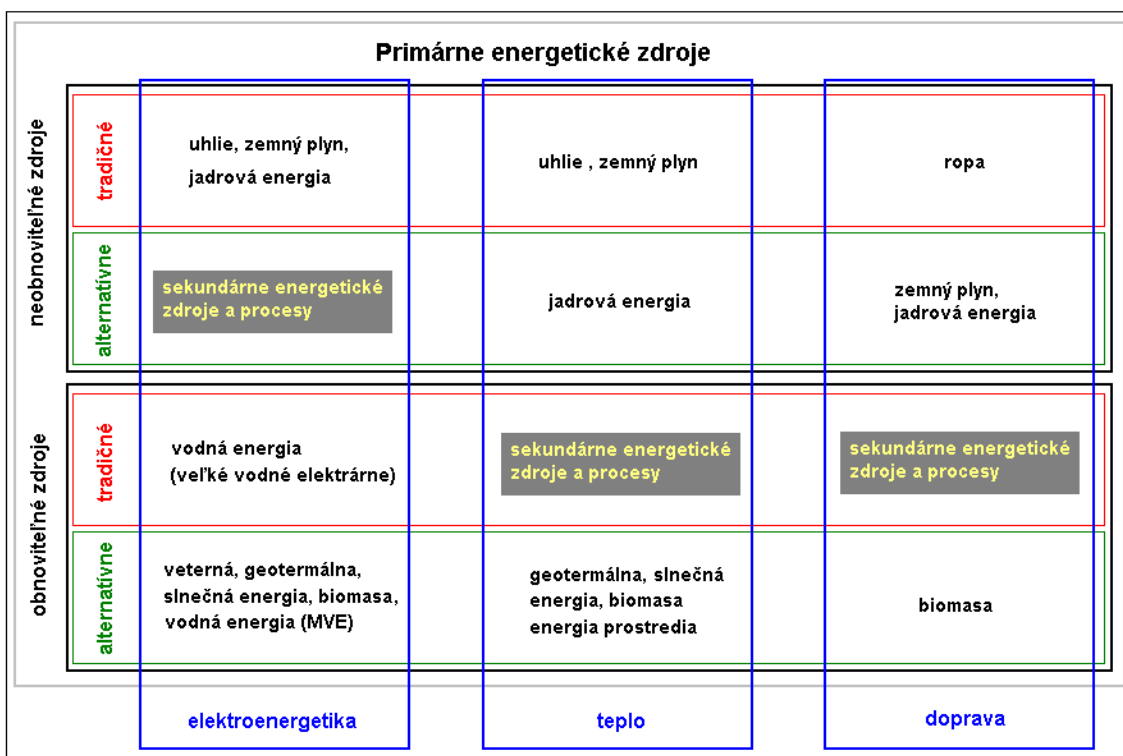 Primárne energetické zdroje
neobnoviteľné zdroje
tradičné
uhlie, zemný plyn,
jadrová energia
uhlie , zemný plyn
ropa
alternatívne
sekundárne energetické
zdroje a procesy
jadrová energia
zemný plyn,
jadrová energia
obnoviteľné zdroje
tradičné
vodná energia
(veľké vodné elektrárne)
sekundárne energetické
zdroje a procesy
sekundárne energetické
zdroje a procesy
alternatívne
veterná, geotermálna,
slnečná energia, biomasa,
vodná energia (MVE)
geotermálna, slnečná
energia, biomasa
energia prostredia
biomasa
elektroenergetika
teplo
doprava